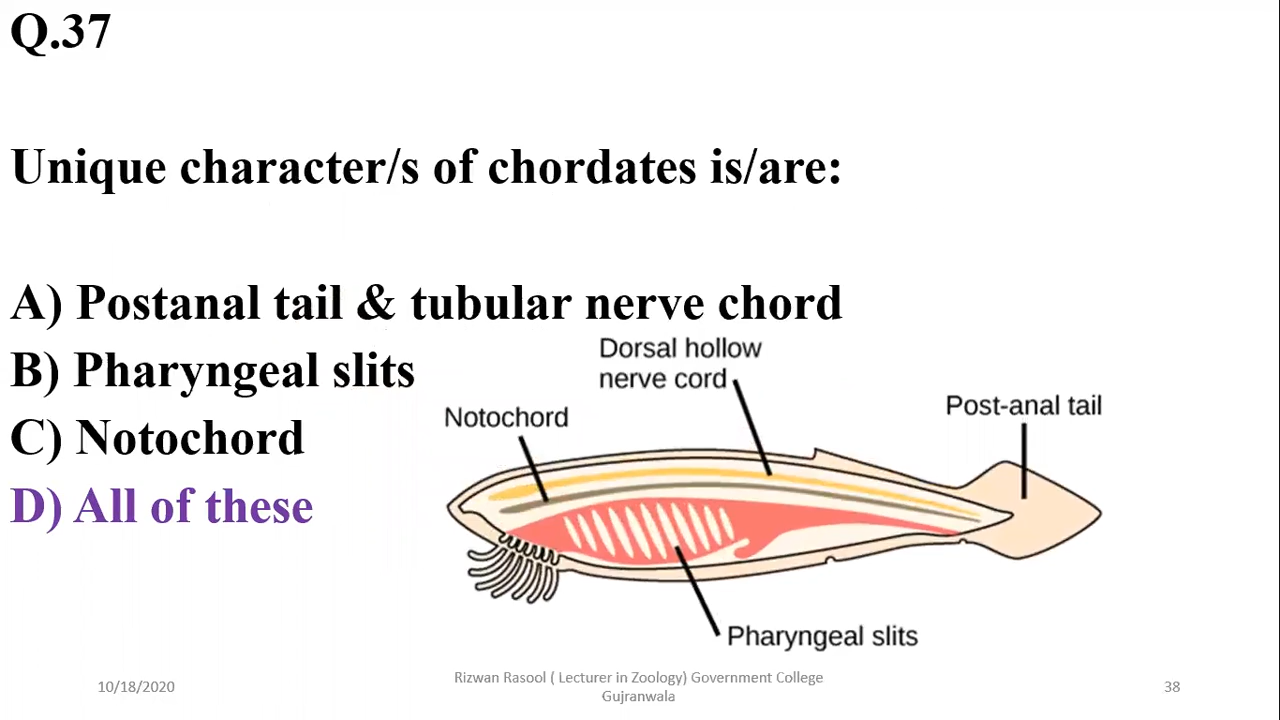 Q.37
Unique character/s of chordates is/are:
A) Postanal tail & tubular nerve chord
B) Pharyngeal slits
C) Notochord
D) All of these
Dorsal hollow
nerve cord
Notochord
Post-anal tail
Pharyngeal slits
10/18/2020
Rizwan Rasool ( Lecturer in Zoology) Government College
Gujranwala
38